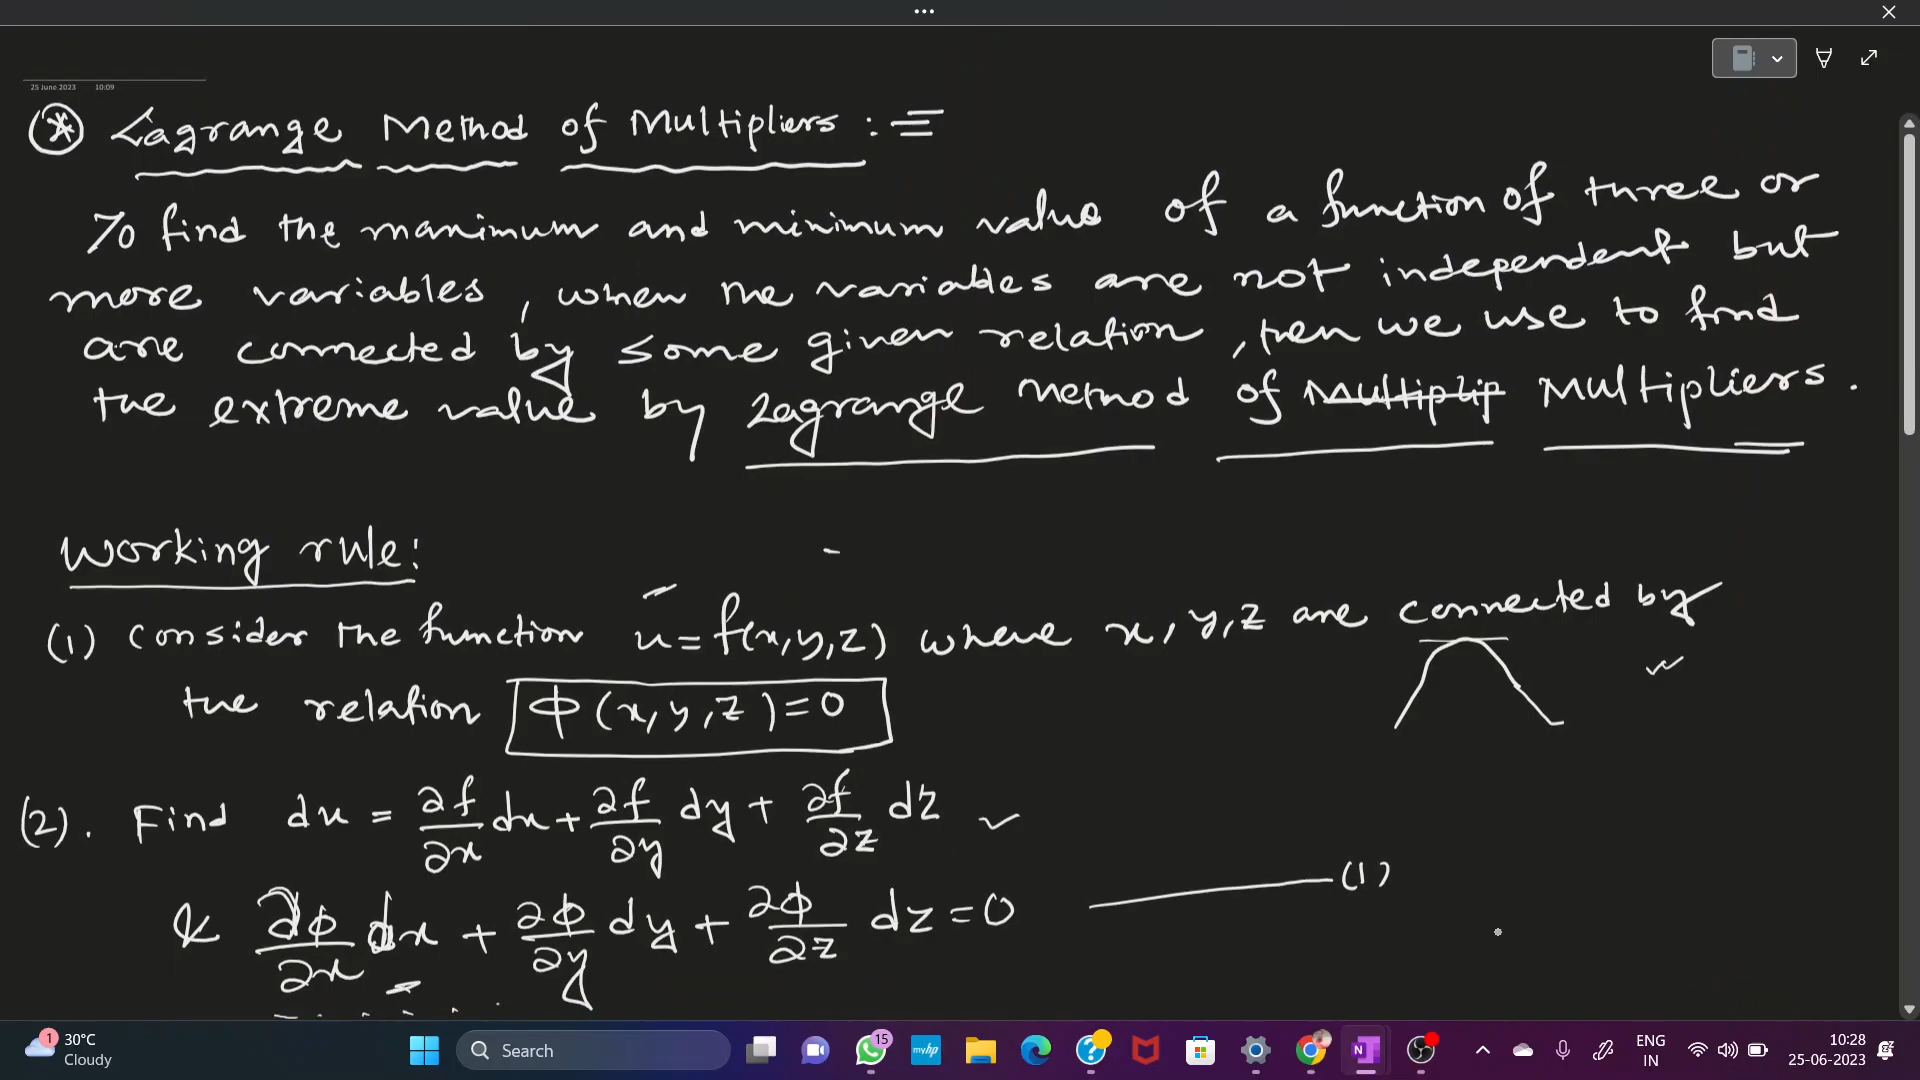 ...
25 June 2023 10:09
Lagrange Method of Multipliers :=
To find the maximum and minimum value of a function of three or
more variables, when the variables are not independent but
are connected by some given relation, then we use to find
the extreme value by Lagrange method of Multiplip Multipliers.
Working rule:
(1) Consider the function u = f(x,y,z) where x, y, z are connected by
the relation ϕ(x,y,z)=0
(2). Find du = ∂f/∂x dx + ∂f/∂y dy + ∂f/∂z dz
& ∂ϕ/∂x dx + ∂ϕ/∂y dy + ∂ϕ/∂z dz = 0 —(1)
1 30°C
Cloudy
Search
15
myhp
ENG
IN
10:28
25-06-2023